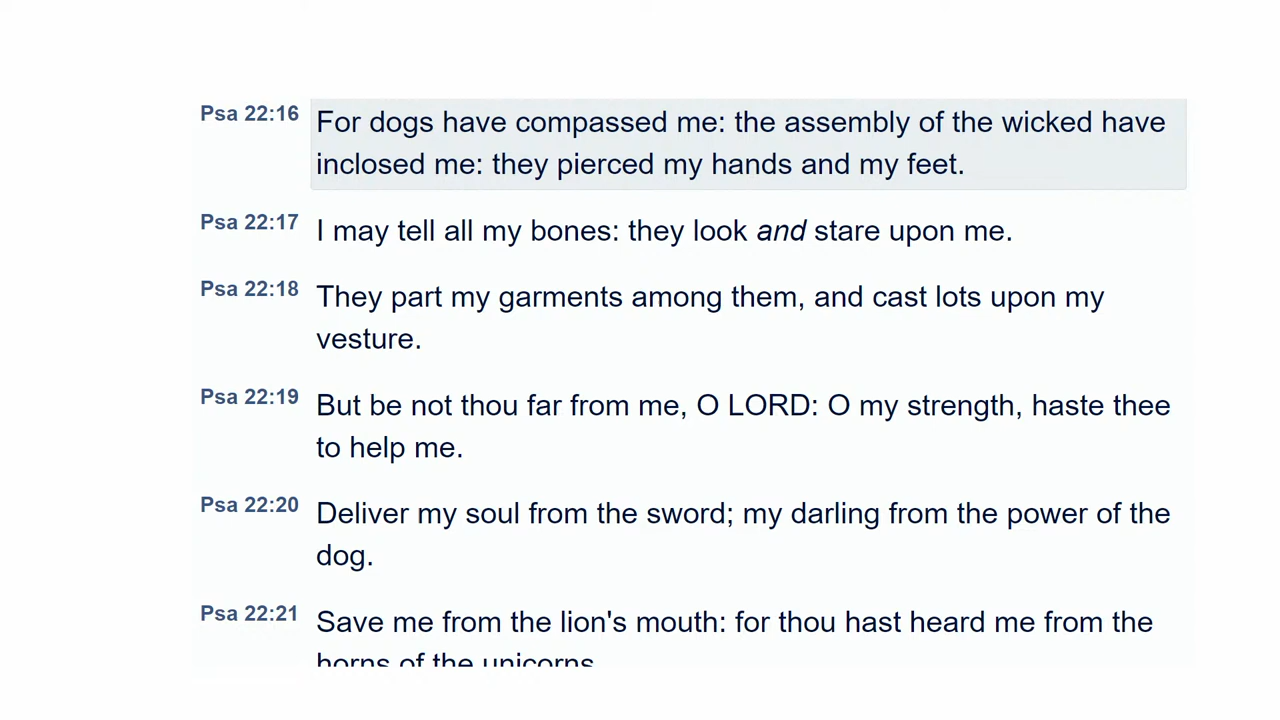 Psa 22:16 For dogs have compassed me: the assembly of the wicked have
inclosed me: they pierced my hands and my feet.
Psa 22:17 I may tell all my bones: they look and stare upon me.
Psa 22:18 They part my garments among them, and cast lots upon my
vesture.
Psa 22:19 But be not thou far from me, O LORD: O my strength, haste thee
to help me.
Psa 22:20 Deliver my soul from the sword; my darling from the power of the
dog.
Psa 22:21 Save me from the lion's mouth: for thou hast heard me from the
horns of the unicorns